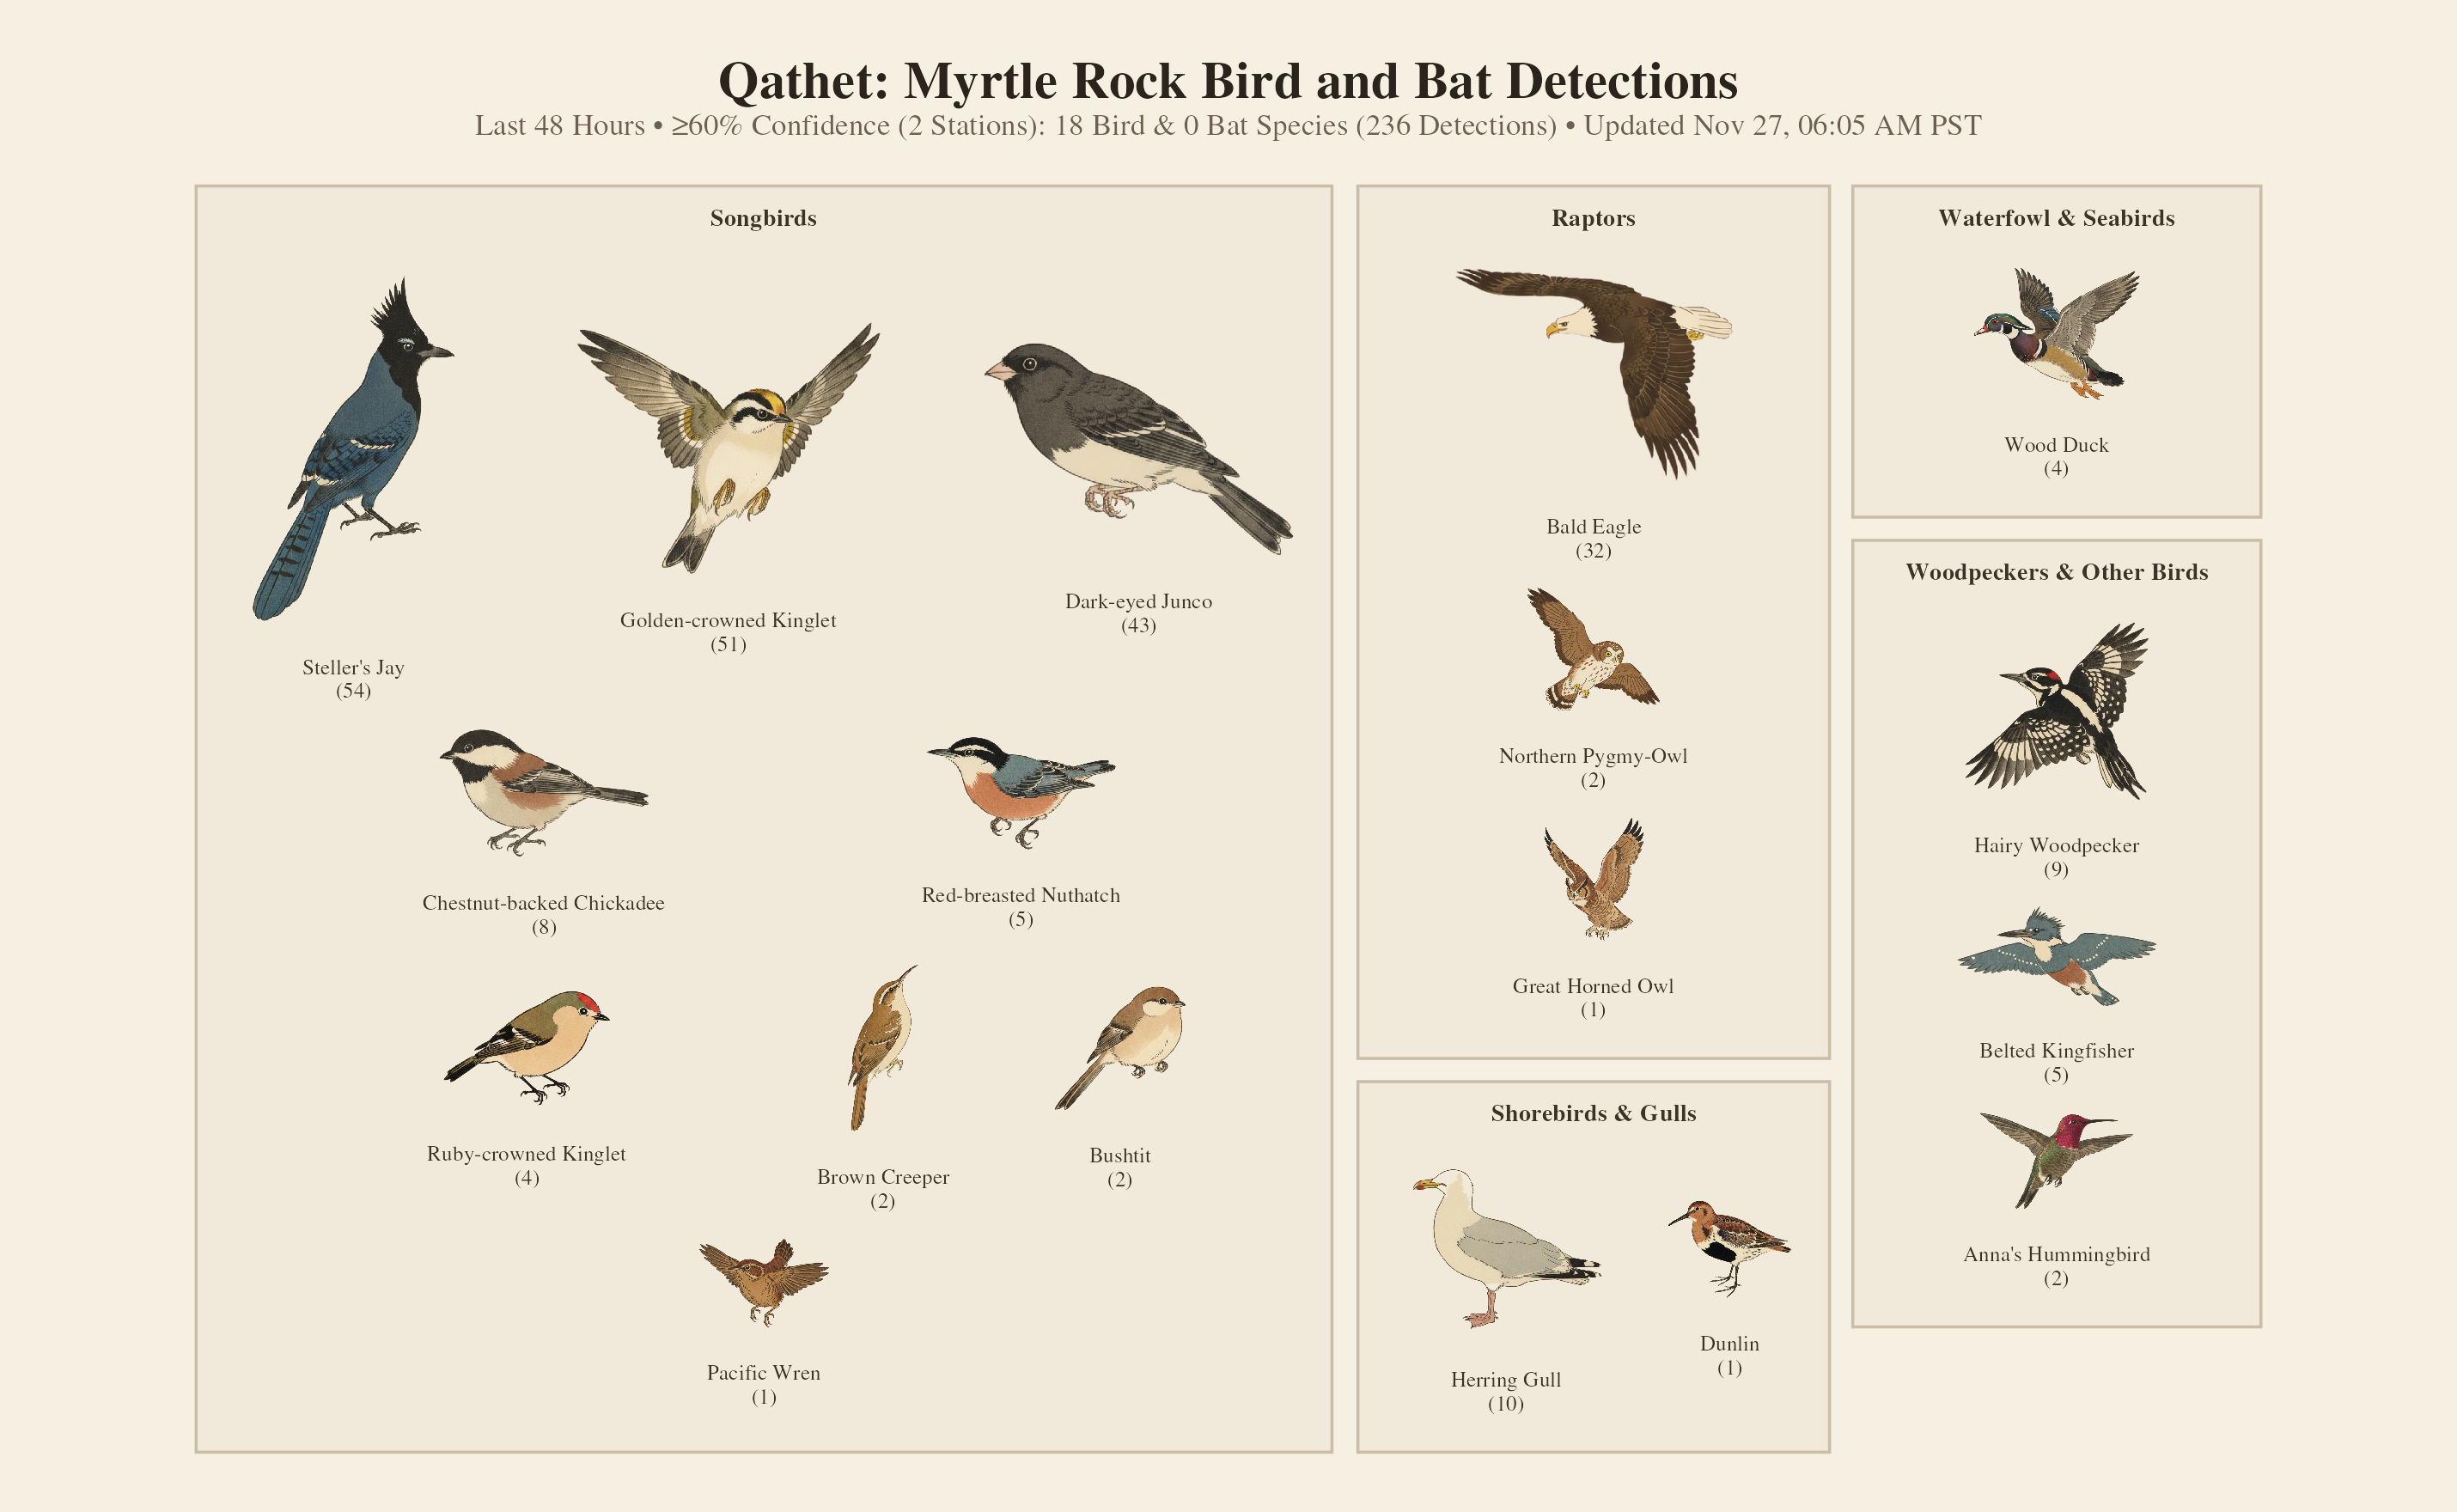 Qathet: Myrtle Rock Bird and Bat Detections
Last 48 Hours • ≥60% Confidence (2 Stations): 18 Bird & 0 Bat Species (236 Detections) • Updated Nov 27, 06:05 AM PST
Songbirds
Steller's Jay
(54)
Golden-crowned Kinglet
(51)
Dark-eyed Junco
(43)
Chestnut-backed Chickadee
(8)
Red-breasted Nuthatch
(5)
Ruby-crowned Kinglet
(4)
Brown Creeper
(2)
Bushtit
(2)
Pacific Wren
(1)
Raptors
Bald Eagle
(32)
Northern Pygmy-Owl
(2)
Great Horned Owl
(1)
Shorebirds & Gulls
Herring Gull
(10)
Dunlin
(1)
Waterfowl & Seabirds
Wood Duck
(4)
Woodpeckers & Other Birds
Hairy Woodpecker
(9)
Belted Kingfisher
(5)
Anna's Hummingbird
(2)